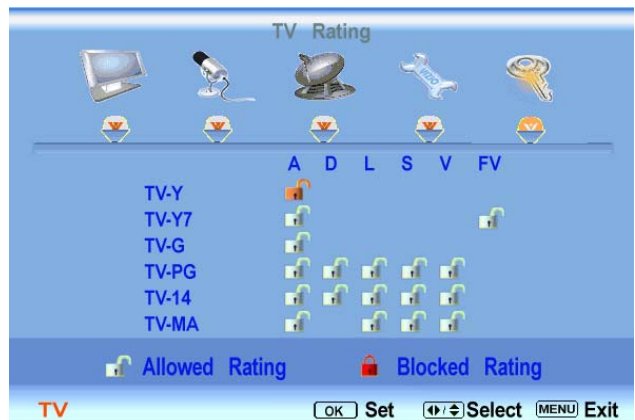 TV Rating
VIZIO
A D L S V FV
TV-Y
TV-Y7
TV-G
TV-PG
TV-14
TV-MA
Allowed Rating Blocked Rating
TV OK Set Select MENU Exit